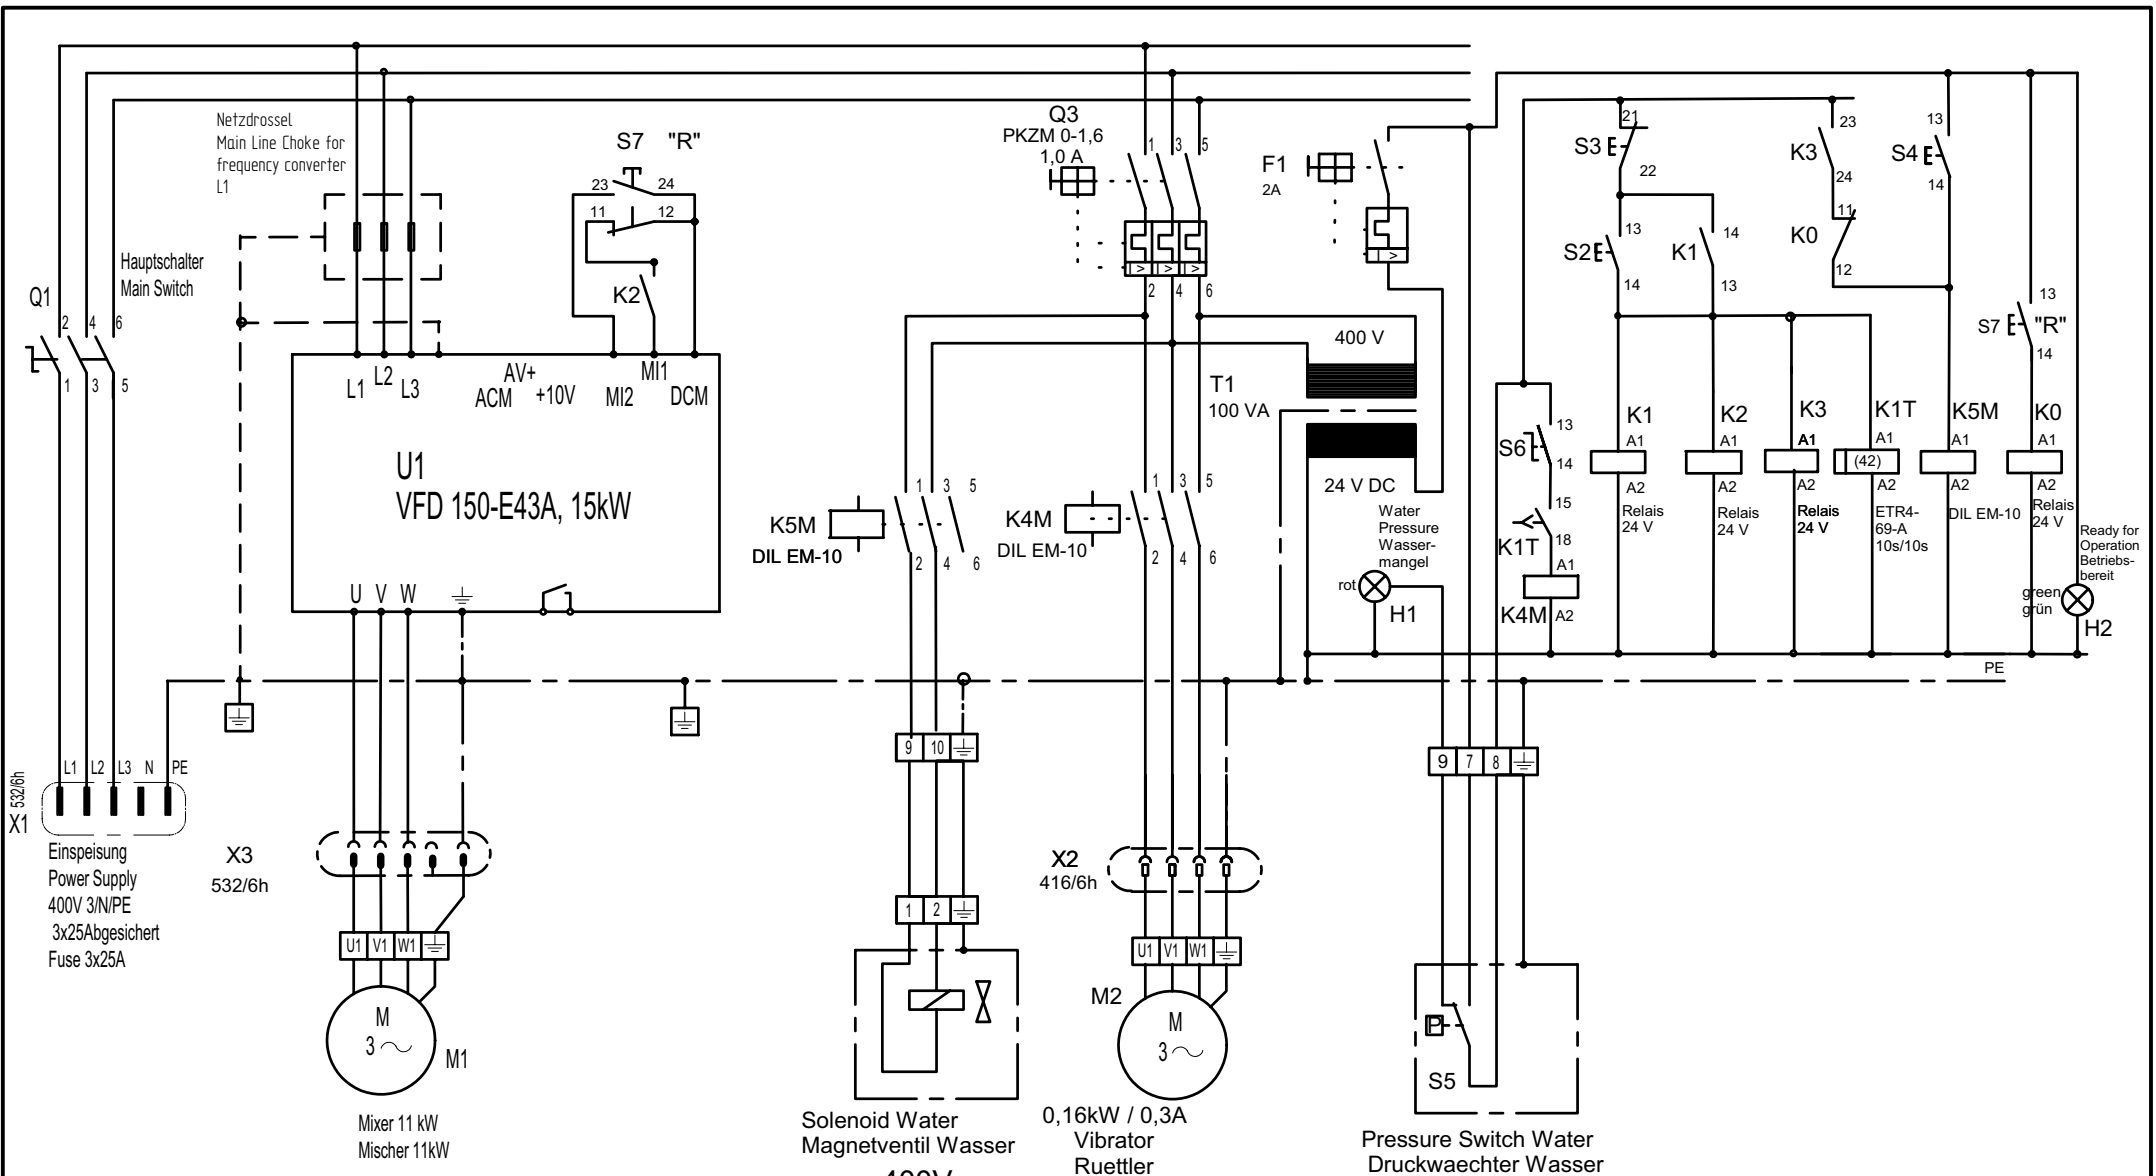 Netzdrossel
Main Line Choke for
frequency converter
L1
Hauptschalter
Main Switch
Q1
2 4 6
1 3 5
S7 "R"
23 24
11 12
K2
L1 L2 L3
AV+
ACM +10V
MI2 MI1 DCM
U1
VFD 150-E43A, 15kW
U V W
X1 532/6h
L1 L2 L3 N PE
Einspeisung
Power Supply
400V 3/N/PE
3x25Abgesichert
Fuse 3x25A
X3
532/6h
U1 V1 W1
M
3
M1
Mixer 11 kW
Mischer 11kW
Q3
PKZM 0-1,6
1,0 A
1 3 5
I> I> I>
2 4 6
F1
2A
I>
400 V
T1
100 VA
24 V DC
K5M
DIL EM-10
1 3 5
2 4 6
K4M
DIL EM-10
1 3 5
2 4 6
9 10
1 2
Solenoid Water
Magnetventil Wasser
400V
X2
416/6h
U1 V1 W1
M2
M
3
0,16kW / 0,3A
Vibrator
Ruettler
Water
Pressure
Wasser-
mangel
rot
H1
9 7 8
P
S5
Pressure Switch Water
Druckwaechter Wasser
S6
13
14
K1T
15
18
K4M
A1
A2
S3
21
22
S2
13
14
K1
14
13
K3
23
24
K0
11
12
S4
13
14
S7 "R"
13
14
K1
A1
A2
Relais
24 V
K2
A1
A2
Relais
24 V
K3
A1
A2
Relais
24 V
K1T
A1
(42)
A2
ETR4-
69-A
10s/10s
K5M
A1
A2
DIL EM-10
K0
A1
A2
Relais
24 V
Ready for
Operation
Betriebs-
bereit
green
grün
H2
PE